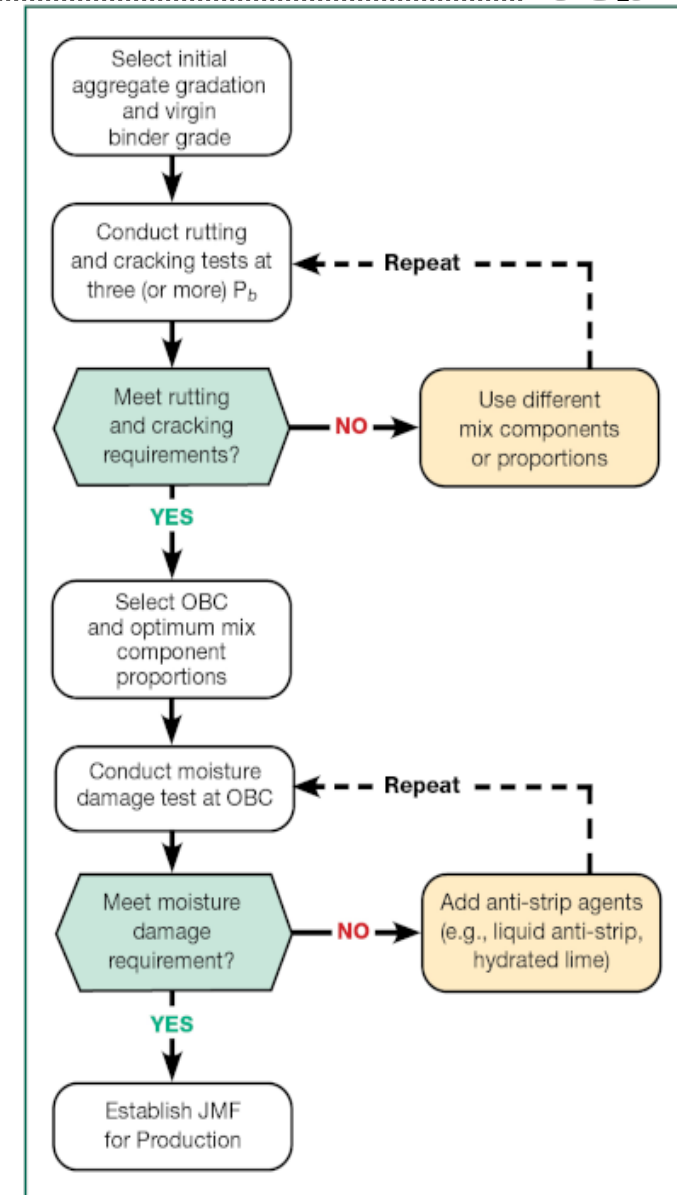 Select initial
aggregate gradation
and virgin
binder grade
Conduct rutting
and cracking tests at
three (or more) Pb
Repeat
Meet rutting
and cracking
requirements?
NO
Use different
mix components
or proportions
YES
Select OBC
and optimum mix
component
proportions
Conduct moisture
damage test at OBC
Repeat
Meet moisture
damage
requirement?
NO
Add anti-strip agents
(e.g., liquid anti-strip,
hydrated lime)
YES
Establish JMF
for Production